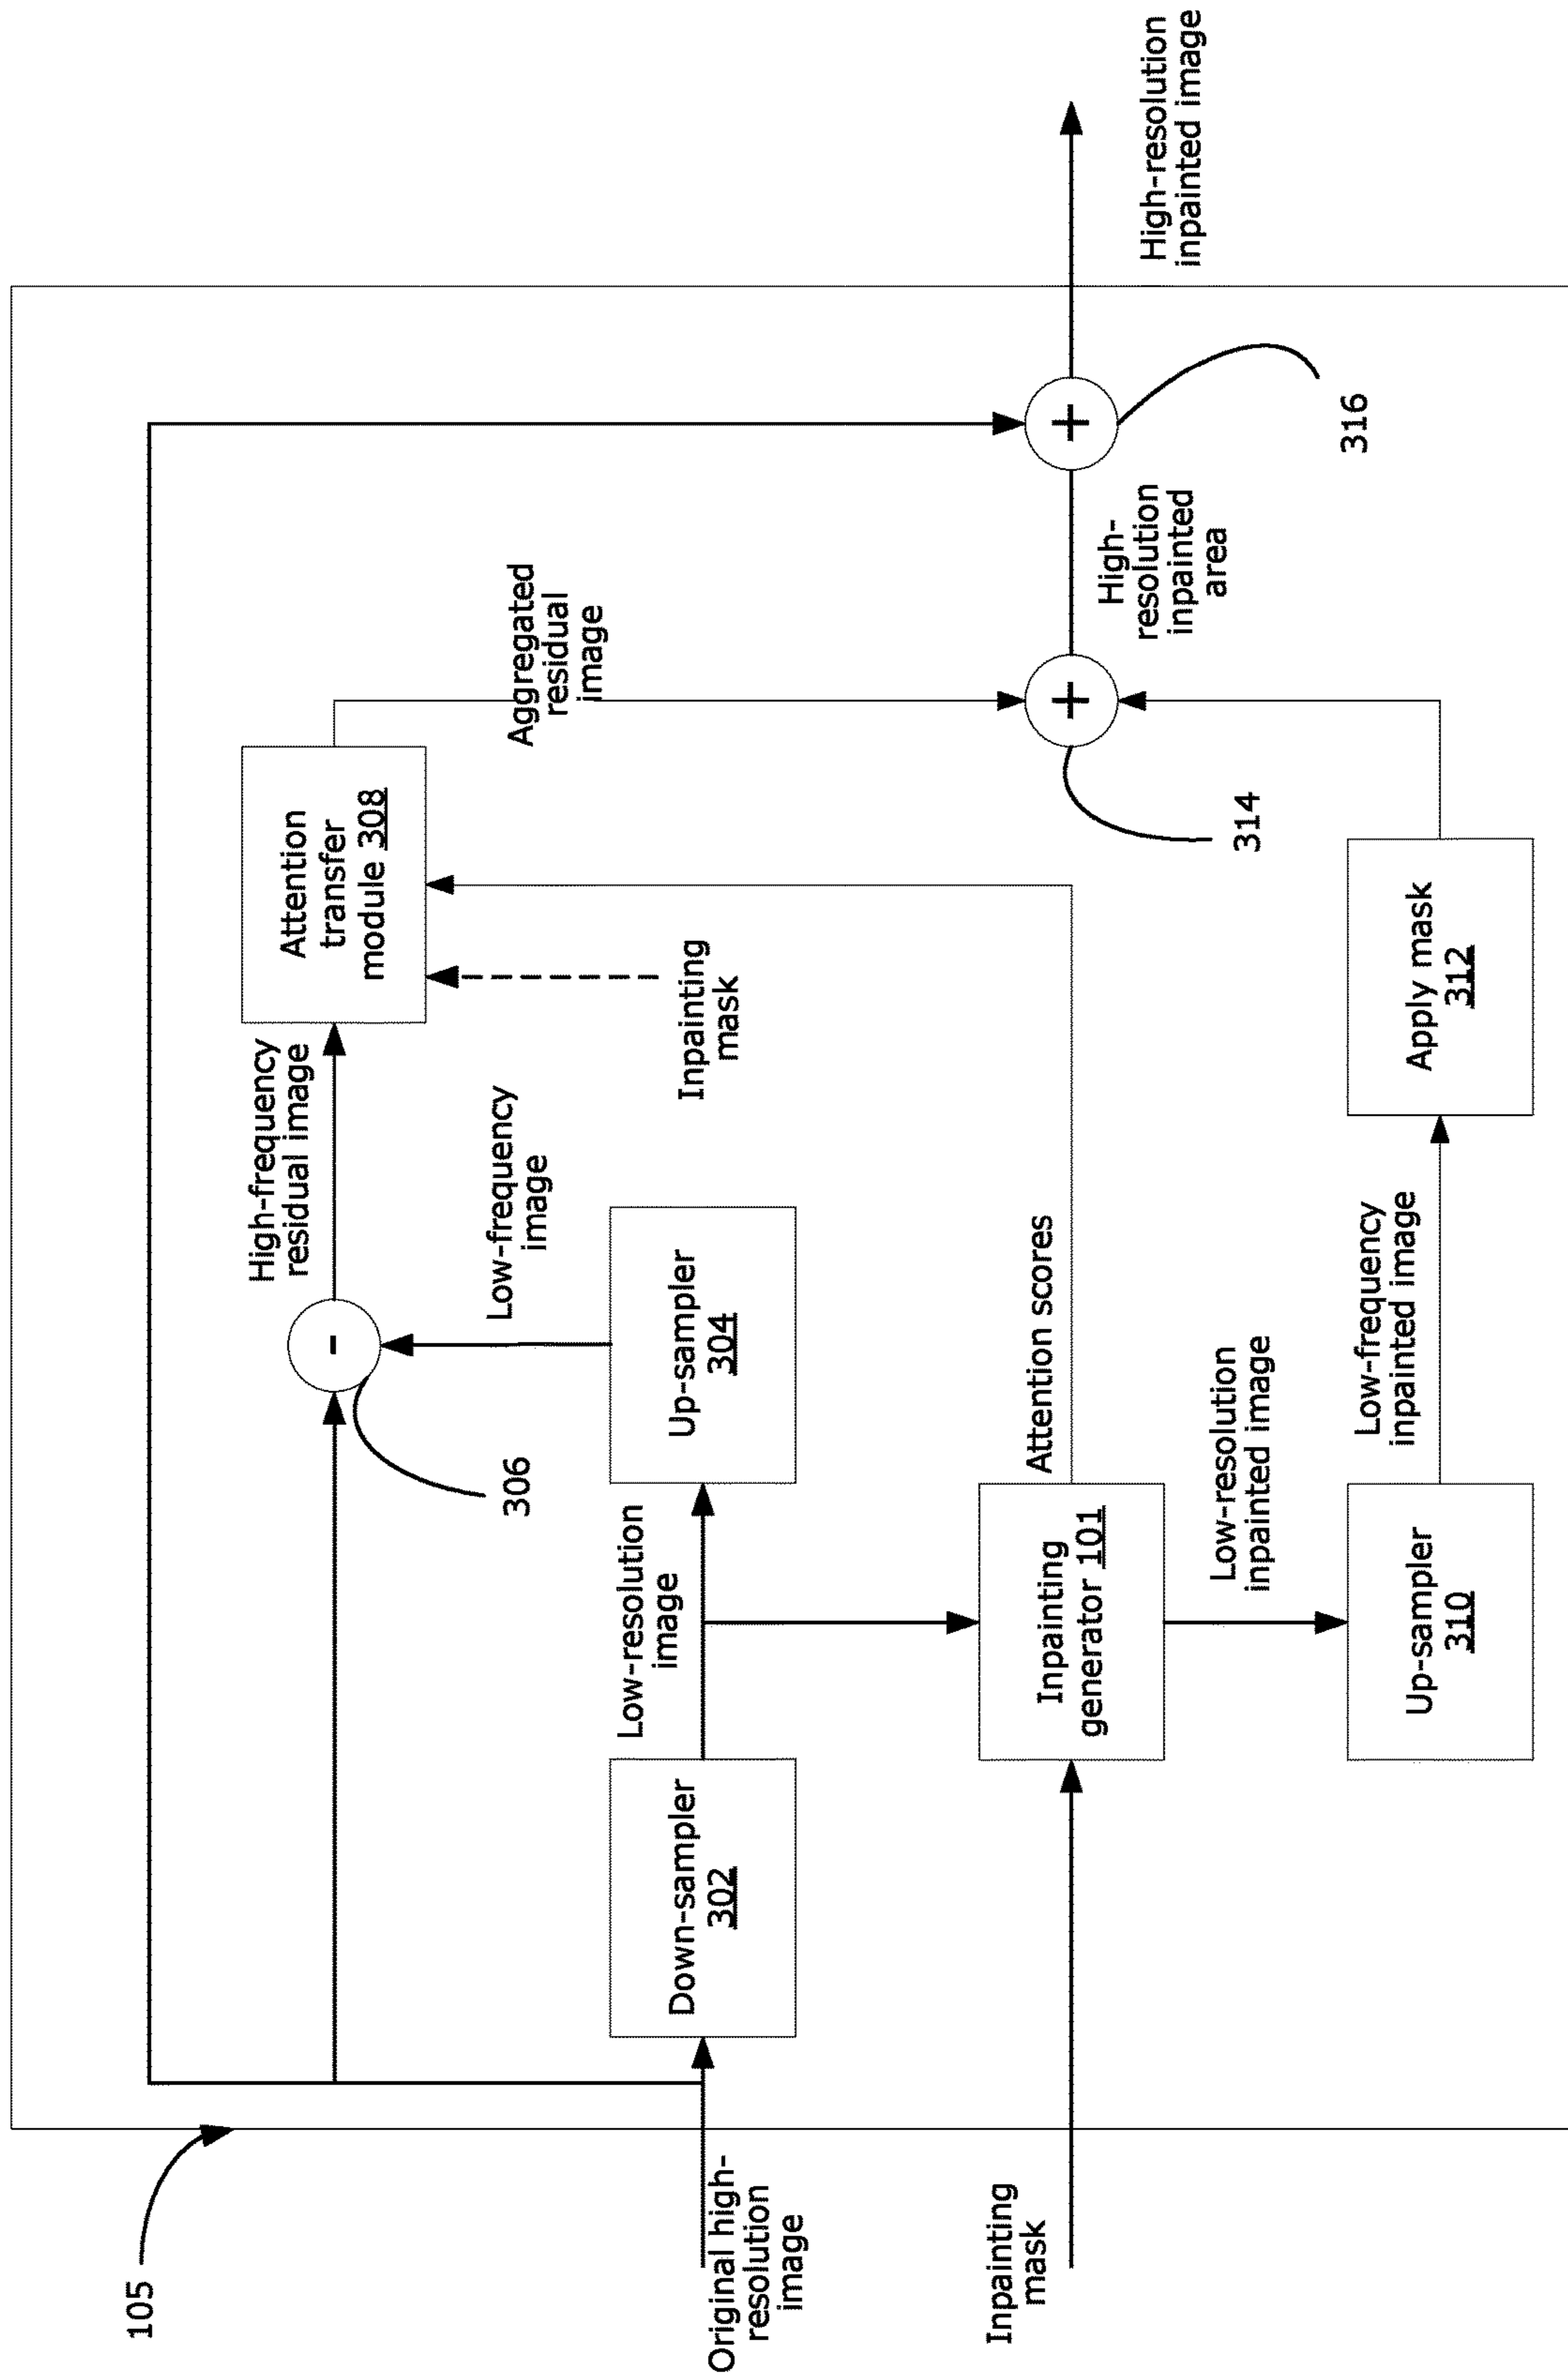 105
High-frequency
residual image
Attention
transfer
module 308
Aggregated
residual
image
306
Low-frequency
image
Inpainting
mask
Original high-
resolution
image
Down-sampler
302
Low-resolution
image
Up-sampler
304
Inpainting
mask
Inpainting
generator 101
Attention scores
314
High-
resolution
inpainted
area
316
High-resolution
inpainted image
Low-resolution
inpainted image
Up-sampler
310
Low-frequency
inpainted image
Apply mask
312
-
+
+